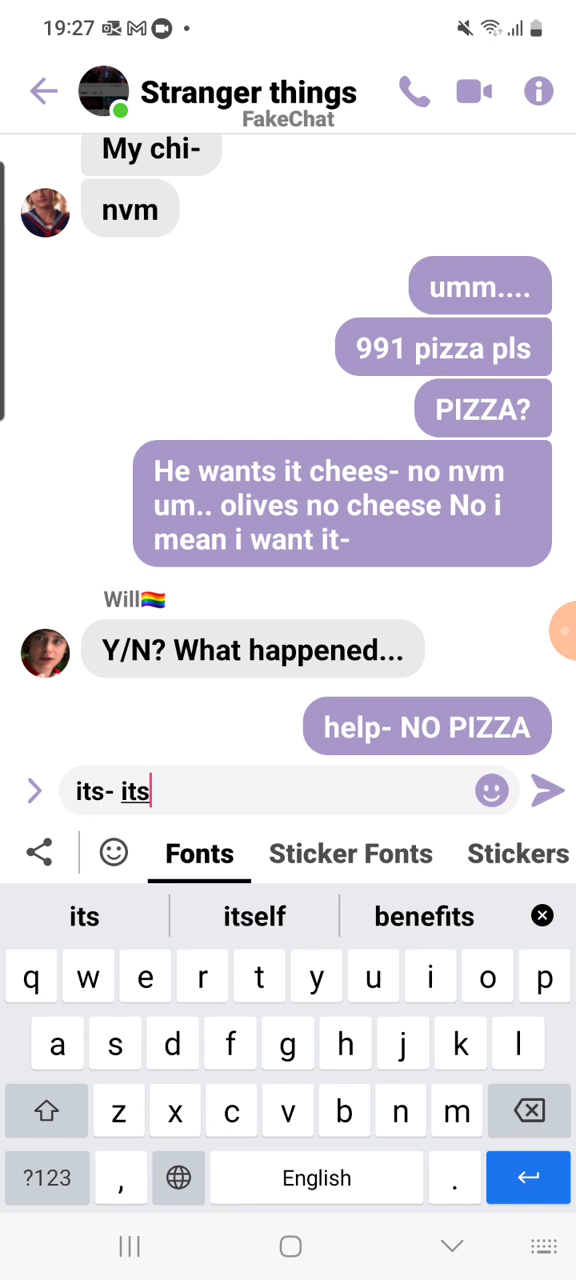 19:27
Stranger things
FakeChat
My chi-
nvm
umm....
991 pizza pls
PIZZA?
He wants it chees- no nvm
um.. olives no cheese No i
mean i want it-
Will🏳️‍🌈
Y/N? What happened...
help- NO PIZZA
its- its
Fonts Sticker Fonts Stickers
its itself benefits
q w e r t y u i o p
a s d f g h j k l
z x c v b n m
?123 , English .